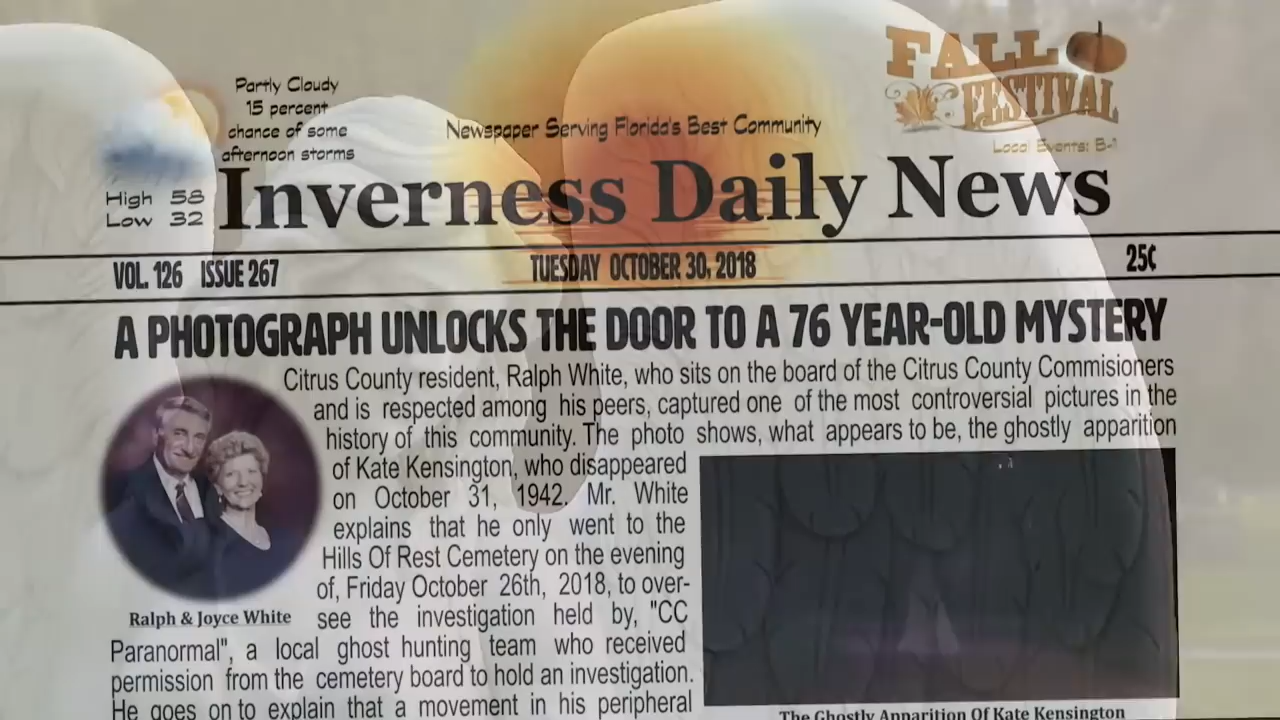 Partly Cloudy
15 percent
chance of some
afternoon storms
High 58
Low 32
Newspaper Serving Florida's Best Community
FALL
FESTIVAL
Local Events: B-1
Inverness Daily News
VOL. 126 ISSUE 267
TUESDAY OCTOBER 30, 2018
25¢
A PHOTOGRAPH UNLOCKS THE DOOR TO A 76 YEAR-OLD MYSTERY
Citrus County resident, Ralph White, who sits on the board of the Citrus County Commisioners
and is respected among his peers, captured one of the most controversial pictures in the
history of this community. The photo shows, what appears to be, the ghostly apparition
of Kate Kensington, who disappeared
on October 31, 1942. Mr. White
explains that he only went to the
Hills Of Rest Cemetery on the evening
of, Friday October 26th, 2018, to over-
see the investigation held by, "CC
Paranormal", a local ghost hunting team who received
permission from the cemetery board to hold an investigation.
He goes on to explain that a movement in his peripheral
Ralph & Joyce White
The Ghostly Apparition Of Kate Kensington